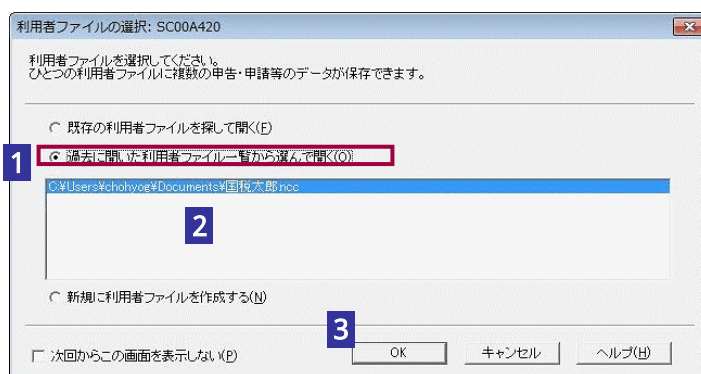 利用者ファイルの選択: SC00A420
利用者ファイルを選択してください。
ひとつの利用者ファイルに複数の申告・申請等のデータが保存できます。
既存の利用者ファイルを探して開く(F)
1
過去に開いた利用者ファイル一覧から選んで開く(O)
C:¥Users¥chohyog¥Documents¥国税太郎.ncc
2
新規に利用者ファイルを作成する(N)
3
次回からこの画面を表示しない(P)
OK
キャンセル
ヘルプ(H)